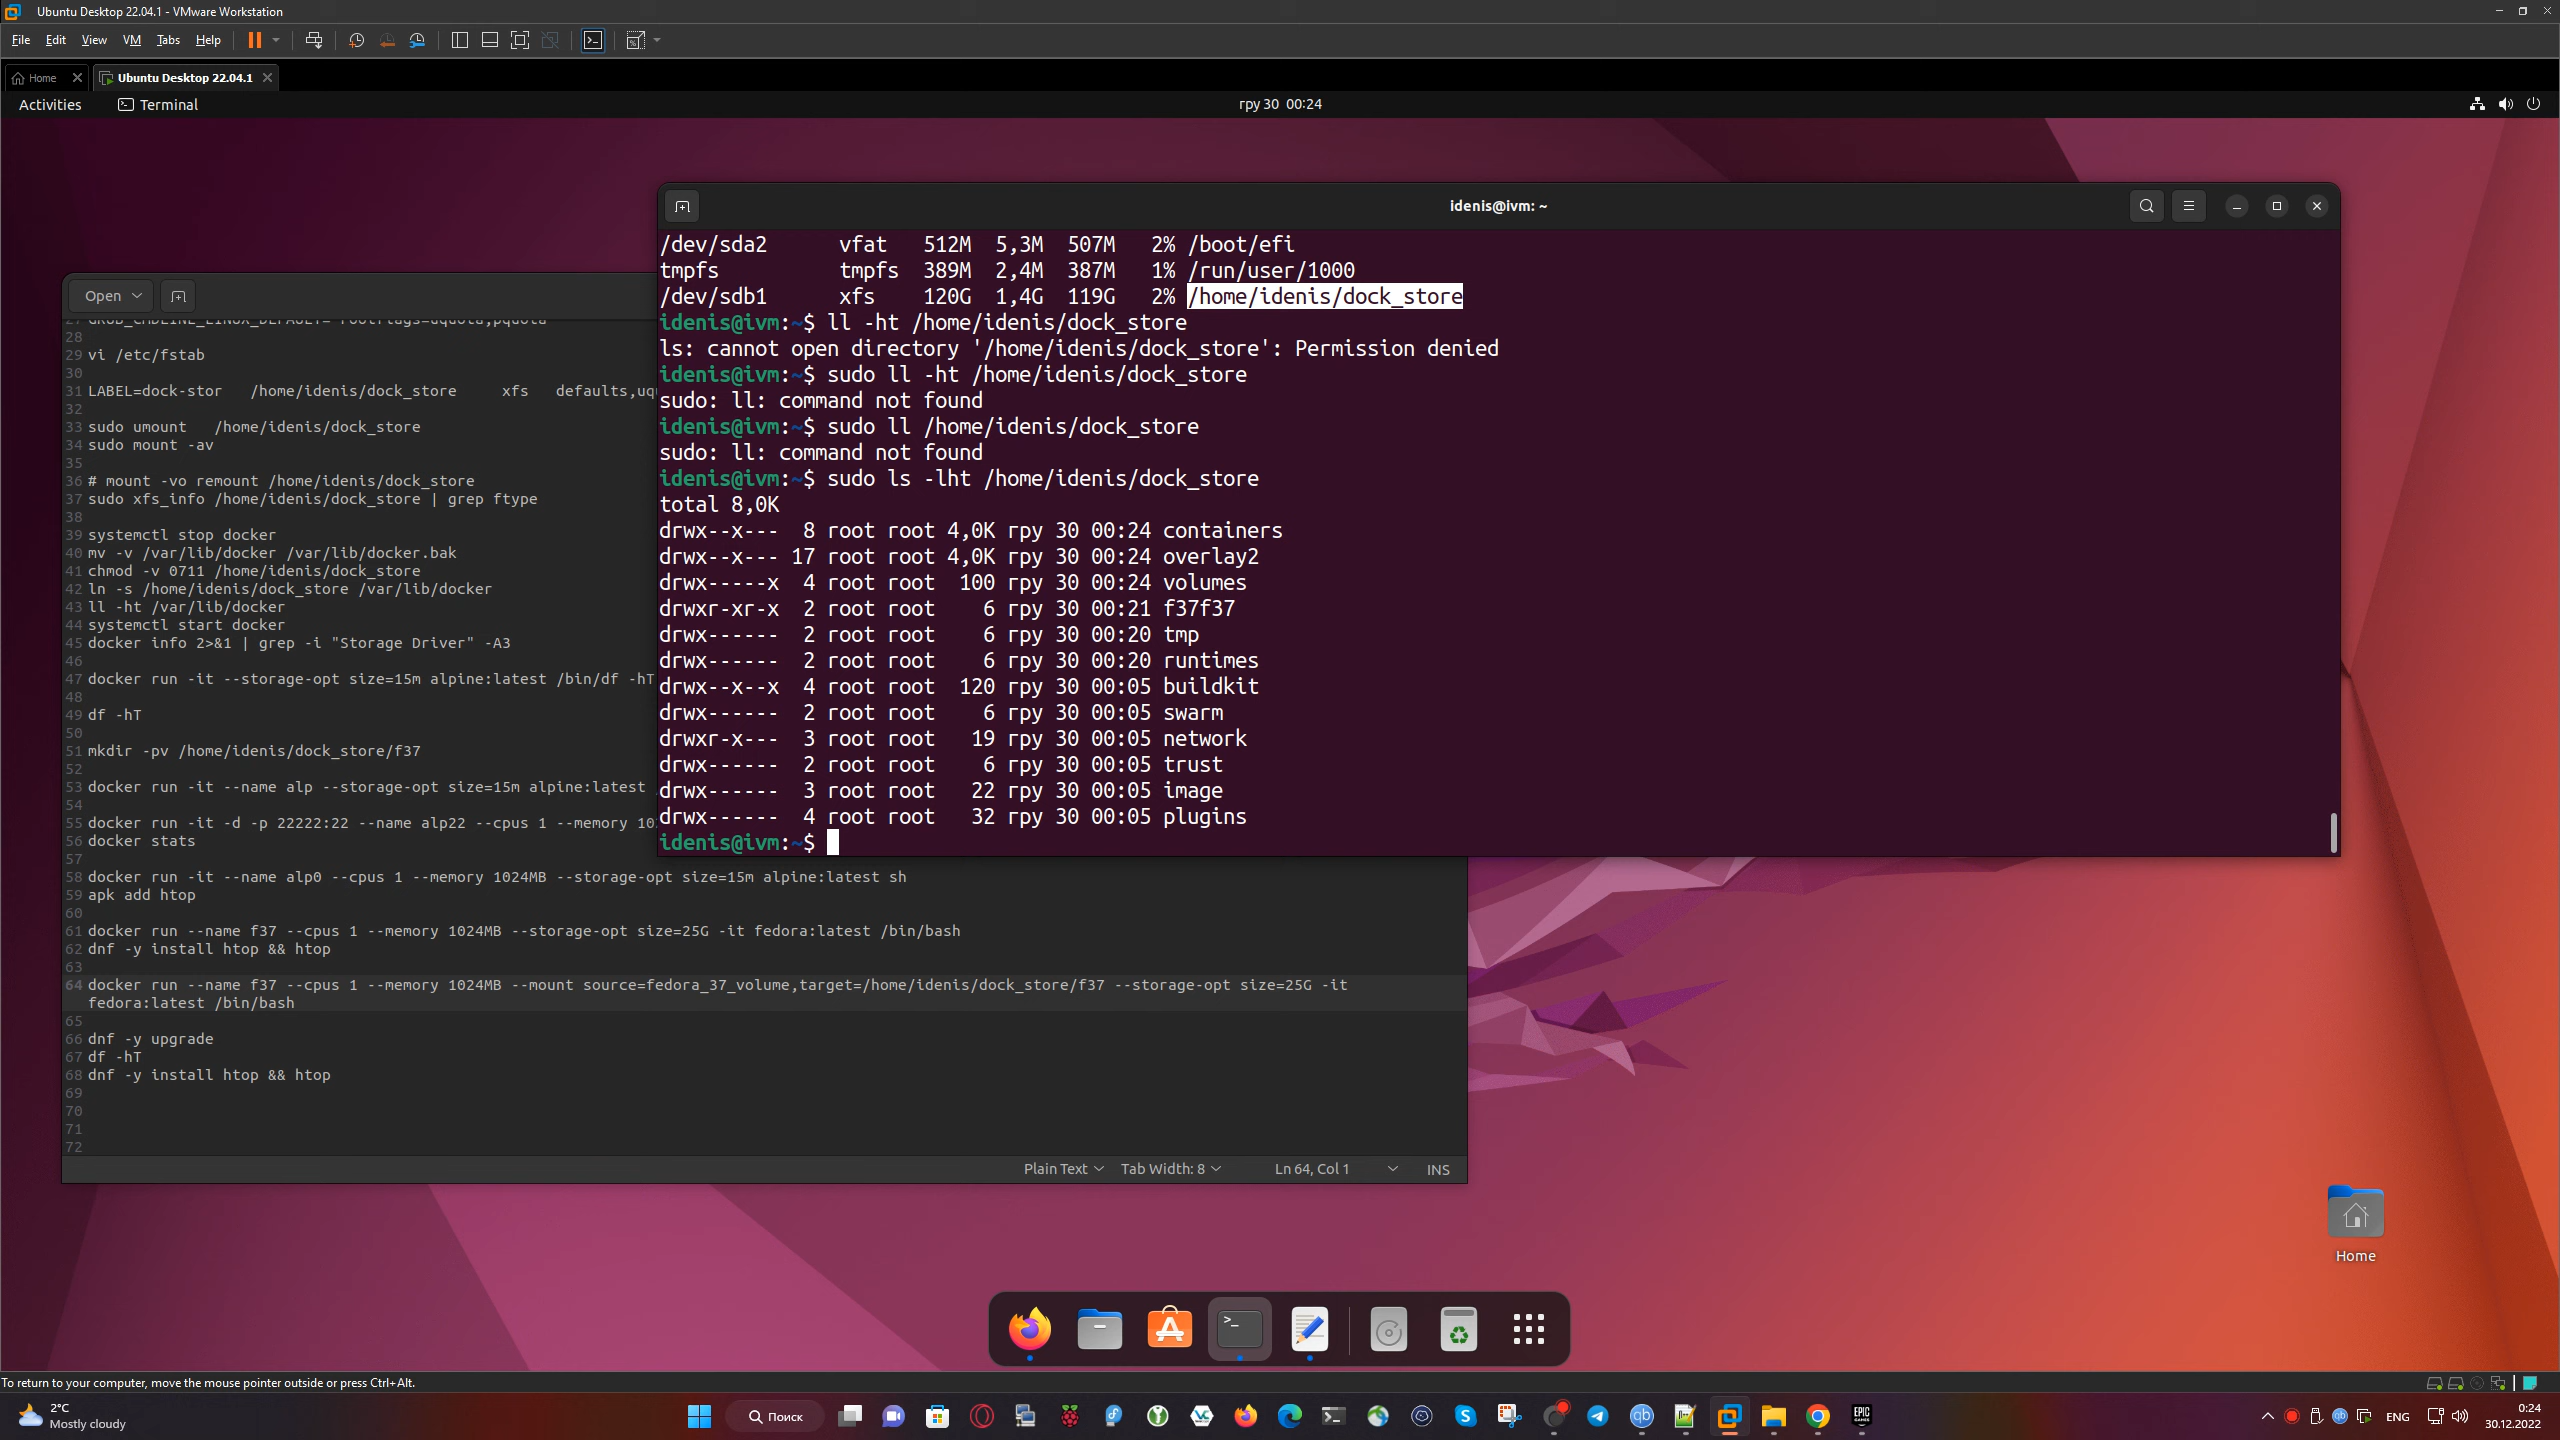 Ubuntu Desktop 22.04.1 - VMware Workstation
File Edit View VM Tabs Help
Home Ubuntu Desktop 22.04.1
Activities Terminal гру 30 00:24
idenis@ivm: ~
/dev/sda2 vfat 512M 5,3M 507M 2% /boot/efi
tmpfs tmpfs 389M 2,4M 387M 1% /run/user/1000
/dev/sdb1 xfs 120G 1,4G 119G 2% /home/idenis/dock_store
idenis@ivm:~$ ll -ht /home/idenis/dock_store
ls: cannot open directory '/home/idenis/dock_store': Permission denied
idenis@ivm:~$ sudo ll -ht /home/idenis/dock_store
sudo: ll: command not found
idenis@ivm:~$ sudo ll /home/idenis/dock_store
sudo: ll: command not found
idenis@ivm:~$ sudo ls -lht /home/idenis/dock_store
total 8,0K
drwx--x--- 8 root root 4,0K гру 30 00:24 containers
drwx--x--- 17 root root 4,0K гру 30 00:24 overlay2
drwx-----x 4 root root 100 гру 30 00:24 volumes
drwxr-xr-x 2 root root 6 гру 30 00:21 f37f37
drwx------ 2 root root 6 гру 30 00:20 tmp
drwx------ 2 root root 6 гру 30 00:20 runtimes
drwx--x--x 4 root root 120 гру 30 00:05 buildkit
drwx------ 2 root root 6 гру 30 00:05 swarm
drwxr-x--- 3 root root 19 гру 30 00:05 network
drwx------ 2 root root 6 гру 30 00:05 trust
drwx------ 3 root root 22 гру 30 00:05 image
drwx------ 4 root root 32 гру 30 00:05 plugins
idenis@ivm:~$
Open
28
29 vi /etc/fstab
30
31 LABEL=dock-stor /home/idenis/dock_store xfs defaults,uq
32
33 sudo umount /home/idenis/dock_store
34 sudo mount -av
35
36 # mount -vo remount /home/idenis/dock_store
37 sudo xfs_info /home/idenis/dock_store | grep ftype
38
39 systemctl stop docker
40 mv -v /var/lib/docker /var/lib/docker.bak
41 chmod -v 0711 /home/idenis/dock_store
42 ln -s /home/idenis/dock_store /var/lib/docker
43 ll -ht /var/lib/docker
44 systemctl start docker
45 docker info 2>&1 | grep -i "Storage Driver" -A3
46
47 docker run -it --storage-opt size=15m alpine:latest /bin/df -hT
48
49 df -hT
50
51 mkdir -pv /home/idenis/dock_store/f37
52
53 docker run -it --name alp --storage-opt size=15m alpine:latest
54
55 docker run -it -d -p 22222:22 --name alp22 --cpus 1 --memory 10
56 docker stats
57
58 docker run -it --name alp0 --cpus 1 --memory 1024MB --storage-opt size=15m alpine:latest sh
59 apk add htop
60
61 docker run --name f37 --cpus 1 --memory 1024MB --storage-opt size=25G -it fedora:latest /bin/bash
62 dnf -y install htop && htop
63
64 docker run --name f37 --cpus 1 --memory 1024MB --mount source=fedora_37_volume,target=/home/idenis/dock_store/f37 --storage-opt size=25G -it
fedora:latest /bin/bash
65
66 dnf -y upgrade
67 df -hT
68 dnf -y install htop && htop
69
70
71
72
Plain Text Tab Width: 8 Ln 64, Col 1 INS
Home
To return to your computer, move the mouse pointer outside or press Ctrl+Alt.
2°C
Mostly cloudy
Поиск
ENG
0:24
30.12.2022